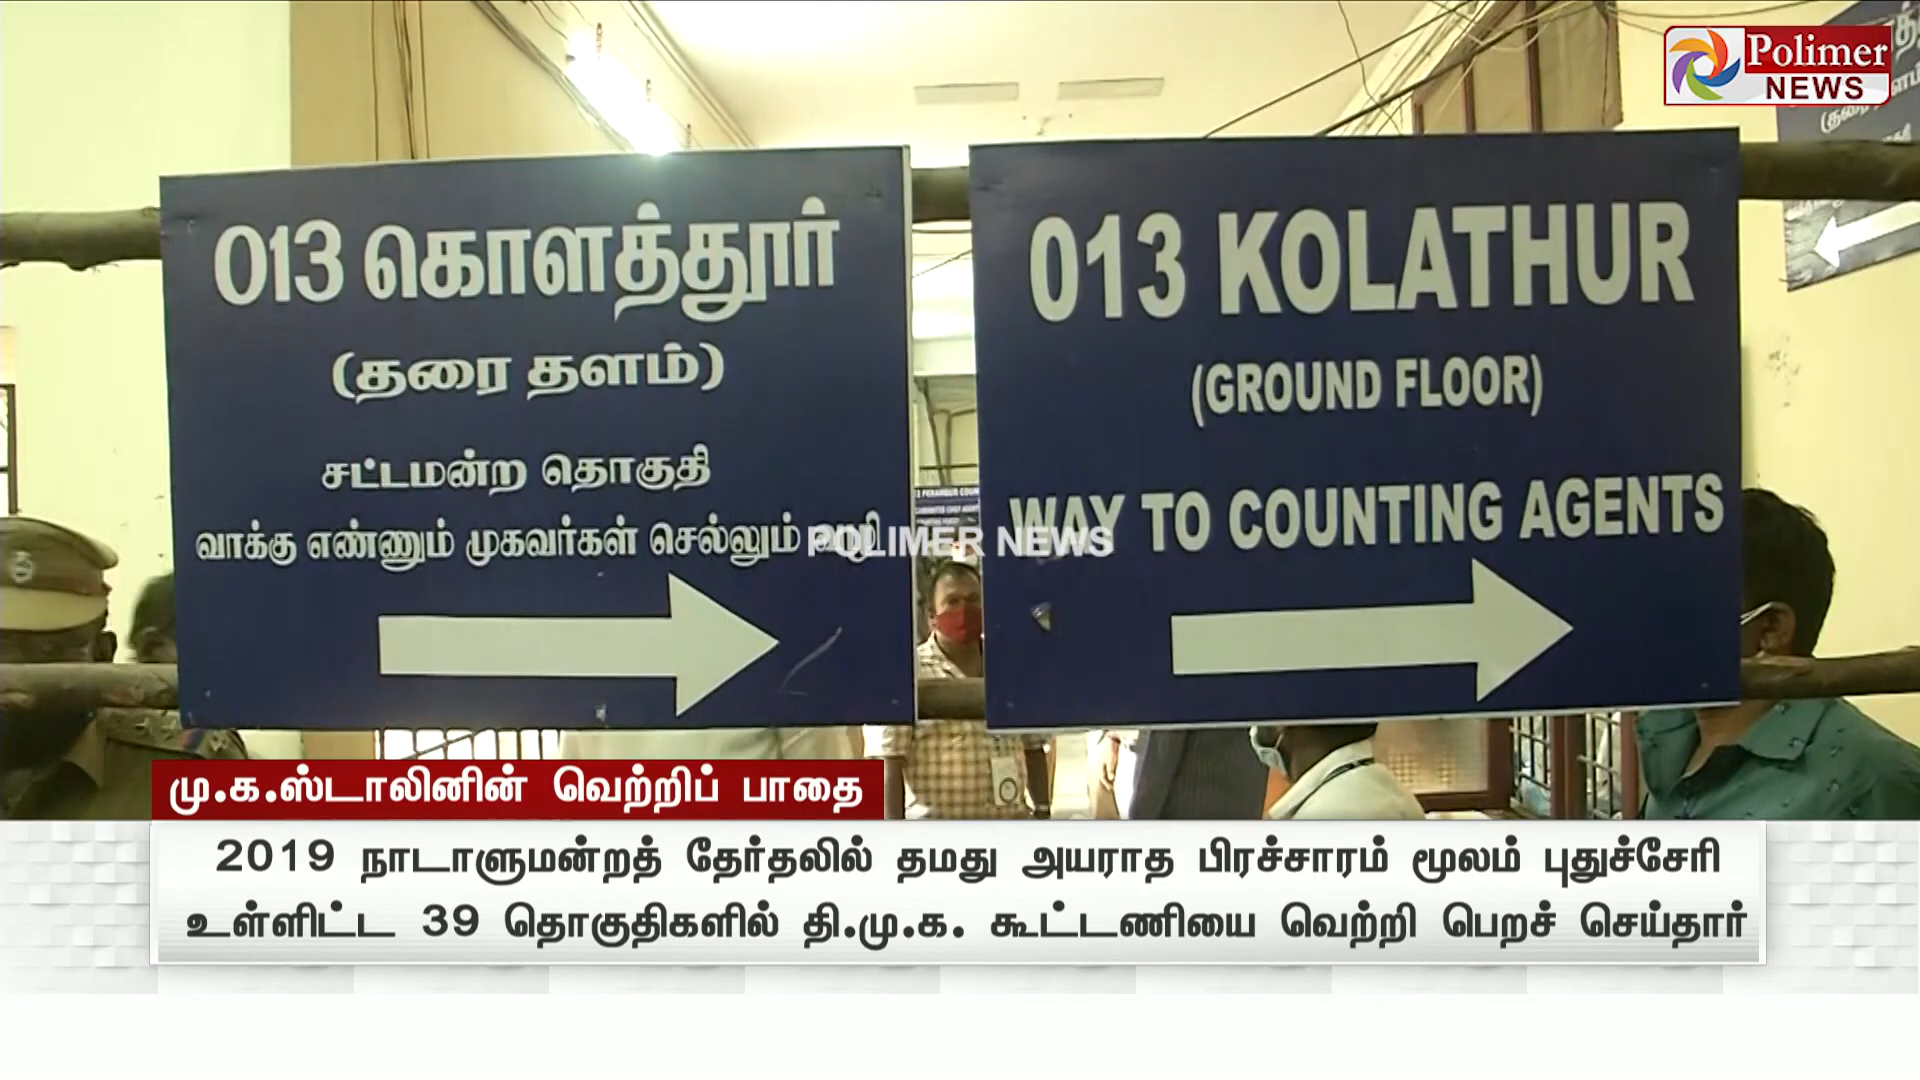 Polimer
NEWS
013 கொளத்தூர்
(தரை தளம்)
சட்டமன்ற தொகுதி
வாக்கு எண்ணும் முகவர்கள் செல்லும் வழி
013 KOLATHUR
(GROUND FLOOR)
WAY TO COUNTING AGENTS
POLIMER NEWS
மு.க.ஸ்டாலினின் வெற்றிப் பாதை
2019 நாடாளுமன்றத் தேர்தலில் தமது அயராத பிரச்சாரம் மூலம் புதுச்சேரி
உள்ளிட்ட 39 தொகுதிகளில் தி.மு.க. கூட்டணியை வெற்றி பெறச் செய்தார்